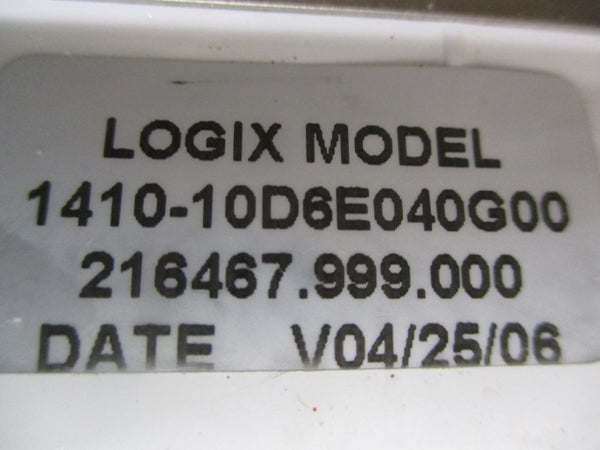 LOGIX MODEL
1410-10D6E040G00
216467.999.000
DATE V04/25/06